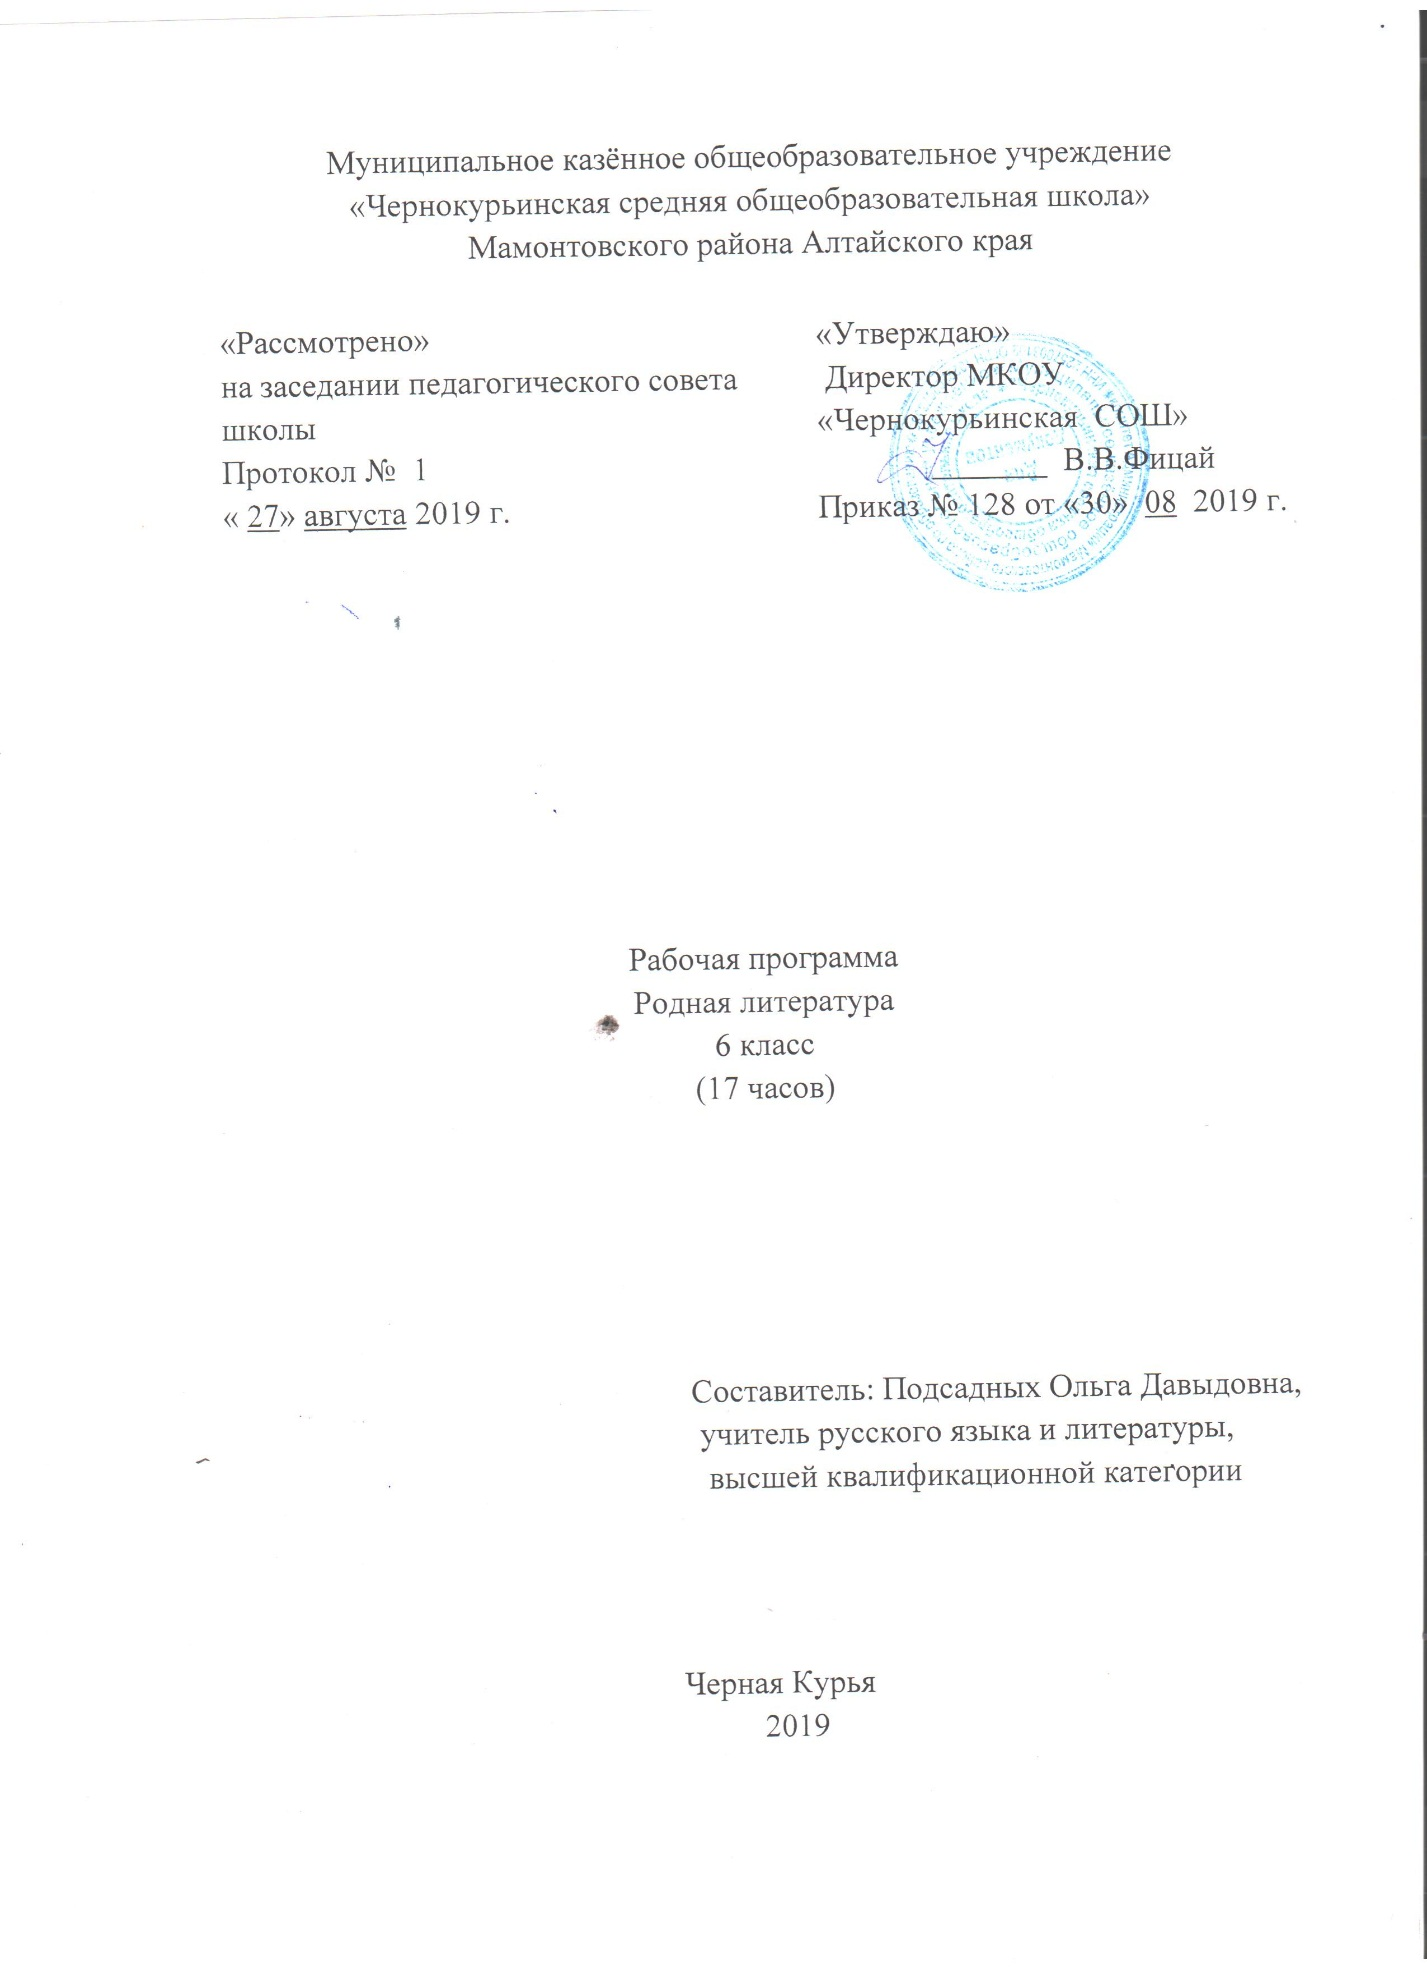 Муниципальное казённое общеобразовательное учреждение
«Чернокурьинская средняя общеобразовательная школа»
Мамонтовского района Алтайского края
«Рассмотрено»
на заседании педагогического совета
школы
Протокол № 1
« 27» августа 2019 г.
«Утверждаю»
Директор МКОУ
«Чернокурьинская СОШ»
В.В.Фицай
Приказ № 128 от «30» 08 2019 г.
Рабочая программа
Родная литература
6 класс
(17 часов)
Составитель: Подсадных Ольга Давыдовна,
учитель русского языка и литературы,
высшей квалификационной категории
Черная Курья
2019